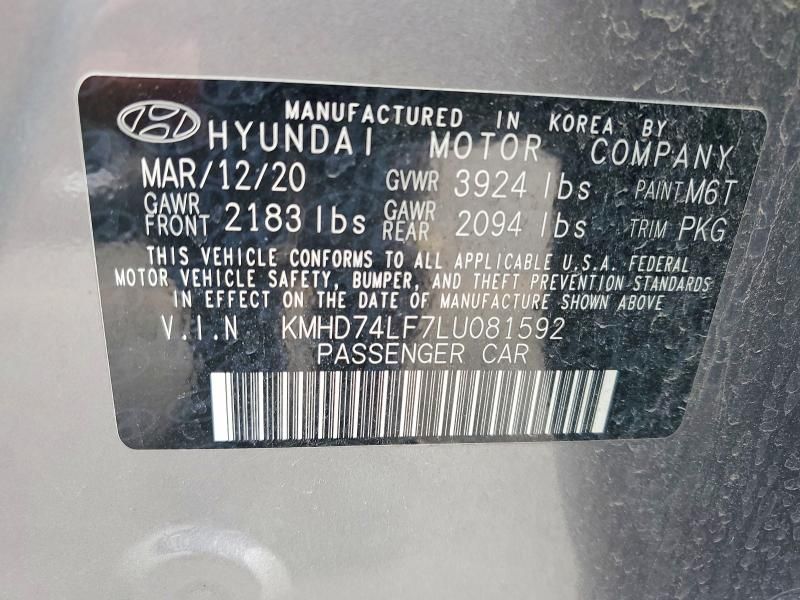 MANUFACTURED IN KOREA BY
HYUNDAI MOTOR COMPANY
MAR/12/20 GVWR 3924 lbs PAINT M6T
GAWR FRONT 2183 lbs GAWR REAR 2094 lbs TRIM PKG
THIS VEHICLE CONFORMS TO ALL APPLICABLE U.S.A. FEDERAL
MOTOR VEHICLE SAFETY, BUMPER, AND THEFT PREVENTION STANDARDS
IN EFFECT ON THE DATE OF MANUFACTURE SHOWN ABOVE
V.I.N KMHD74LF7LU081592
PASSENGER CAR